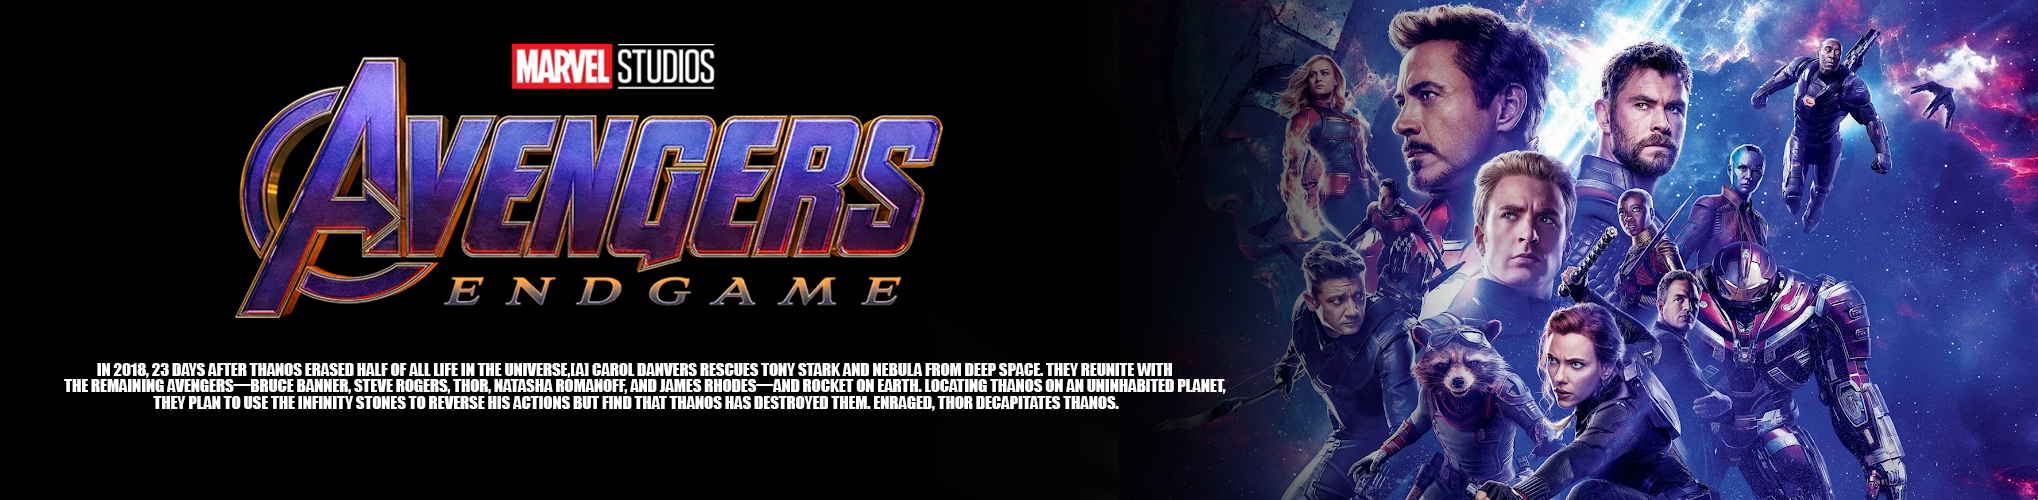 MARVEL STUDIOS
AVENGERS
ENDGAME
IN 2018, 23 DAYS AFTER THANOS ERASED HALF OF ALL LIFE IN THE UNIVERSE,[A] CAROL DANVERS RESCUES TONY STARK AND NEBULA FROM DEEP SPACE. THEY REUNITE WITH
THE REMAINING AVENGERS—BRUCE BANNER, STEVE ROGERS, THOR, NATASHA ROMANOFF, AND JAMES RHODES—AND ROCKET ON EARTH. LOCATING THANOS ON AN UNINHABITED PLANET,
THEY PLAN TO USE THE INFINITY STONES TO REVERSE HIS ACTIONS BUT FIND THAT THANOS HAS DESTROYED THEM. ENRAGED, THOR DECAPITATES THANOS.